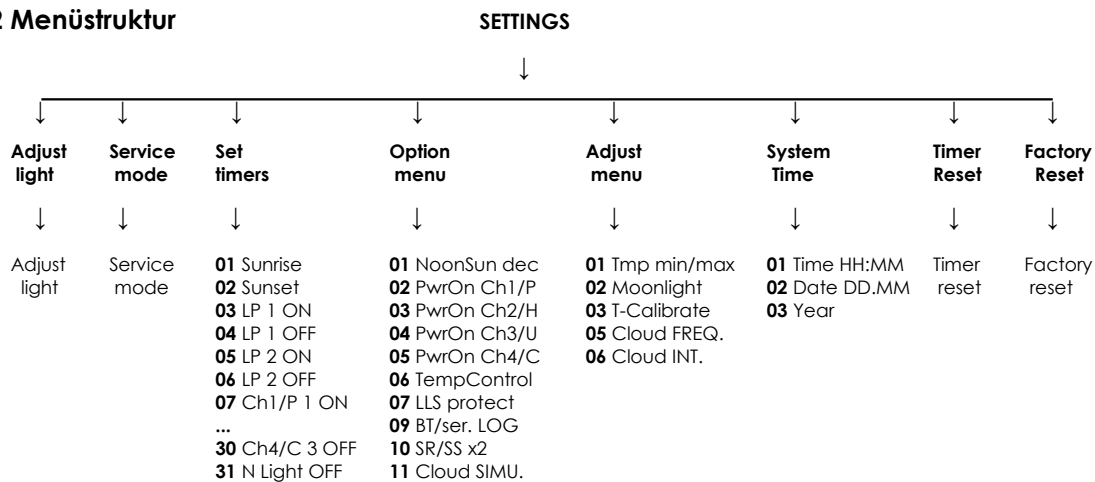 2 Menüstruktur
SETTINGS
↓
↓ ↓ ↓ ↓ ↓ ↓ ↓ ↓
Adjust light
Service mode
Set timers
Option menu
Adjust menu
System Time
Timer Reset
Factory Reset
↓ ↓ ↓ ↓ ↓ ↓ ↓ ↓
Adjust
light
Service
mode
01 Sunrise
02 Sunset
03 LP 1 ON
04 LP 1 OFF
05 LP 2 ON
06 LP 2 OFF
07 Ch1/P 1 ON
...
30 Ch4/C 3 OFF
31 N Light OFF
01 NoonSun dec
02 PwrOn Ch1/P
03 PwrOn Ch2/H
04 PwrOn Ch3/U
05 PwrOn Ch4/C
06 TempControl
07 LLS protect
09 BT/ser. LOG
10 SR/SS x2
11 Cloud SIMU.
01 Tmp min/max
02 Moonlight
03 T-Calibrate
05 Cloud FREQ.
06 Cloud INT.
01 Time HH:MM
02 Date DD.MM
03 Year
Timer
reset
Factory
reset